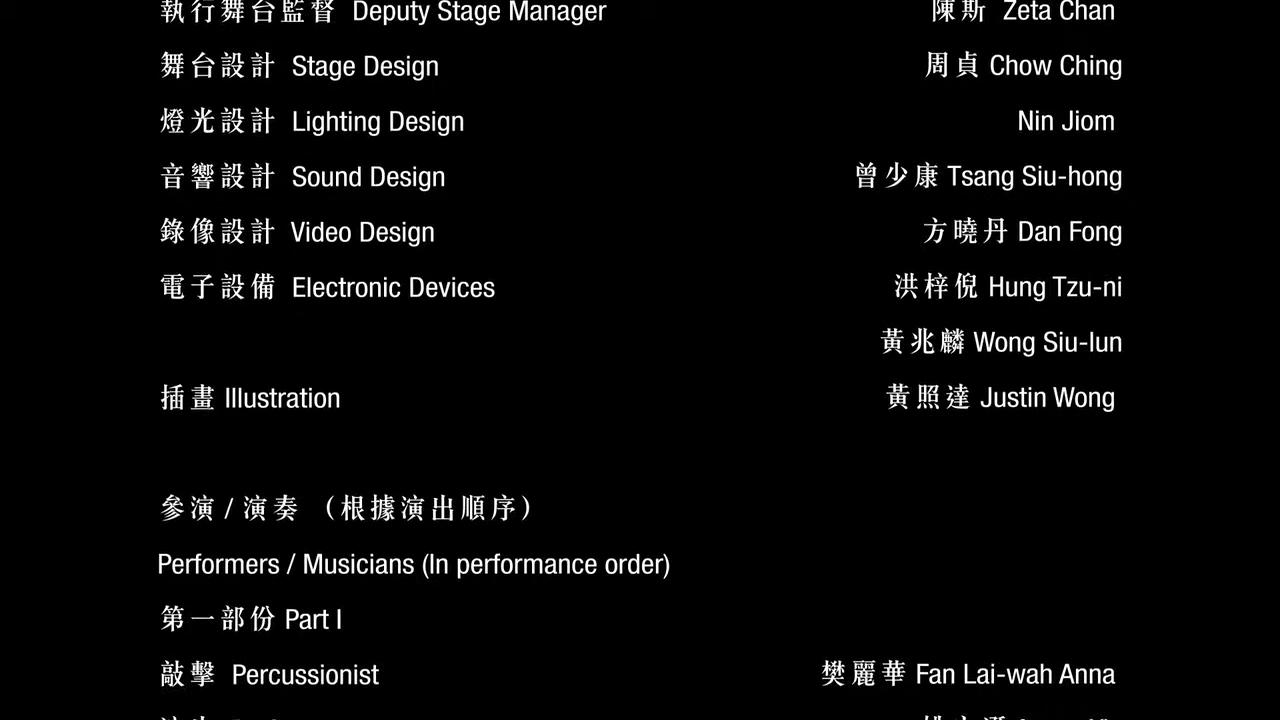 執行舞台監督 Deputy Stage Manager 陳斯 Zeta Chan
舞台設計 Stage Design 周貞 Chow Ching
燈光設計 Lighting Design Nin Jiom
音響設計 Sound Design 曾少康 Tsang Siu-hong
錄像設計 Video Design 方曉丹 Dan Fong
電子設備 Electronic Devices 洪梓倪 Hung Tzu-ni
黃兆麟 Wong Siu-lun
插畫 Illustration 黃照達 Justin Wong
參演 / 演奏 （根據演出順序）
Performers / Musicians (In performance order)
第一部份 Part I
敲擊 Percussionist 樊麗華 Fan Lai-wah Anna